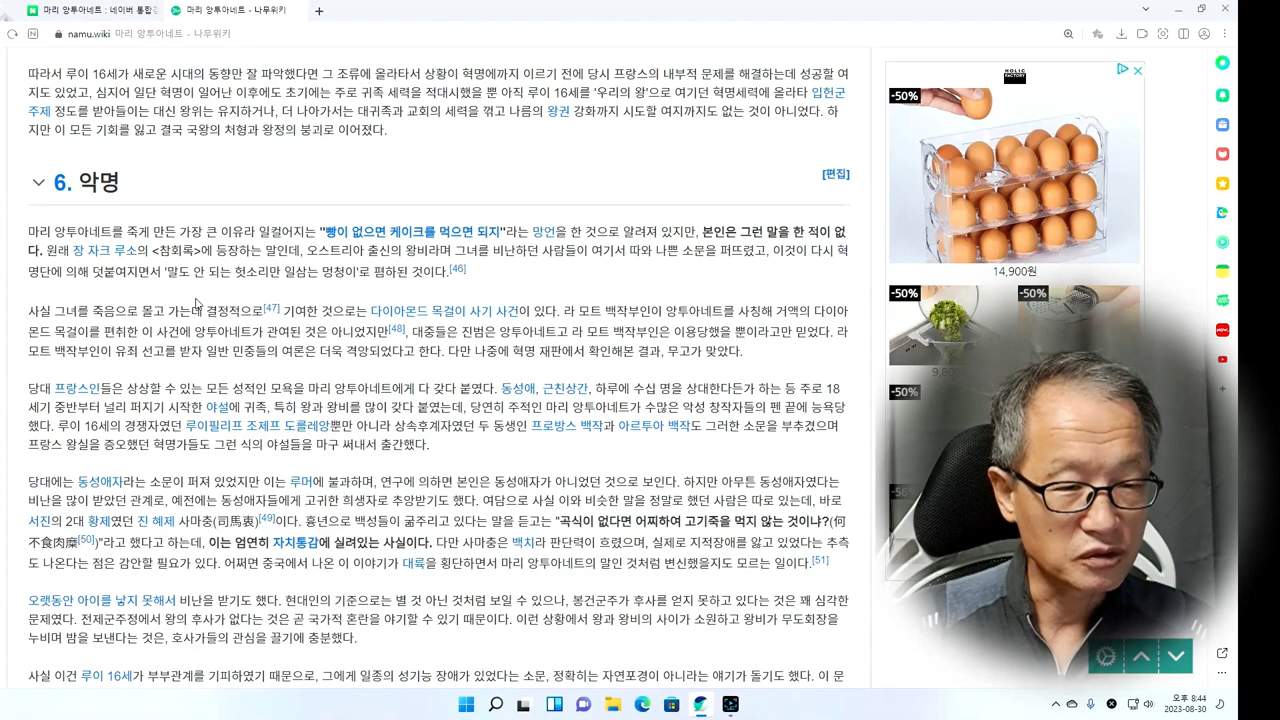 마리 앙투아네트 : 네이버 통합검
마리 앙투아네트 - 나무위키
namu.wiki 마리 앙투아네트 - 나무위키
따라서 루이 16세가 새로운 시대의 동향만 잘 파악했다면 그 조류에 올라타서 상황이 혁명에까지 이르기 전에 당시 프랑스의 내부적 문제를 해결하는데 성공할 여
지도 있었고, 심지어 일단 혁명이 일어난 이후에도 초기에는 주로 귀족 세력을 적대시했을 뿐 아직 루이 16세를 '우리의 왕'으로 여기던 혁명세력에 올라타 입헌군
주제 정도를 받아들이는 대신 왕위는 유지하거나, 더 나아가서는 대귀족과 교회의 세력을 꺾고 나름의 왕권 강화까지 시도할 여지까지도 없는 것이 아니었다. 하
지만 이 모든 기회를 잃고 결국 국왕의 처형과 왕정의 붕괴로 이어졌다.
6. 악명
[편집]
마리 앙투아네트를 죽게 만든 가장 큰 이유라 일컬어지는 "빵이 없으면 케이크를 먹으면 되지"라는 망언을 한 것으로 알려져 있지만, 본인은 그런 말을 한 적이 없
다. 원래 장 자크 루소의 <참회록>에 등장하는 말인데, 오스트리아 출신의 왕비라며 그녀를 비난하던 사람들이 여기서 따와 나쁜 소문을 퍼뜨렸고, 이것이 다시 혁
명단에 의해 덧붙여지면서 '말도 안 되는 헛소리만 일삼는 멍청이'로 폄하된 것이다.[46]
사실 그녀를 죽음으로 몰고 가는데 결정적으로[47] 기여한 것으로는 다이아몬드 목걸이 사기 사건이 있다. 라 모트 백작부인이 앙투아네트를 사칭해 거액의 다이아
몬드 목걸이를 편취한 이 사건에 앙투아네트가 관여된 것은 아니었지만[48], 대중들은 진범은 앙투아네트고 라 모트 백작부인은 이용당했을 뿐이라고만 믿었다. 라
모트 백작부인이 유죄 선고를 받자 일반 민중들의 여론은 더욱 격앙되었다고 한다. 다만 나중에 혁명 재판에서 확인해본 결과, 무고가 맞았다.
당대 프랑스인들은 상상할 수 있는 모든 성적인 모욕을 마리 앙투아네트에게 다 갖다 붙였다. 동성애, 근친상간, 하루에 수십 명을 상대한다든가 하는 등 주로 18
세기 중반부터 널리 퍼지기 시작한 야설에 귀족, 특히 왕과 왕비를 많이 갖다 붙였는데, 당연히 주적인 마리 앙투아네트가 수많은 악성 창작자들의 펜 끝에 능욕당
했다. 루이 16세의 경쟁자였던 루이필리프 조제프 도를레앙뿐만 아니라 상속후계자였던 두 동생인 프로방스 백작과 아르투아 백작도 그러한 소문을 부추겼으며
프랑스 왕실을 증오했던 혁명가들도 그런 식의 야설들을 마구 써내서 출간했다.
당대에는 동성애자라는 소문이 퍼져 있었지만 이는 루머에 불과하며, 연구에 의하면 본인은 동성애자가 아니었던 것으로 보인다. 하지만 아무튼 동성애자였다는
비난을 많이 받았던 관계로, 예전에는 동성애자들에게 고귀한 희생자로 추앙받기도 했다. 여담으로 사실 이와 비슷한 말을 정말로 했던 사람은 따로 있는데, 바로
서진의 2대 황제였던 진 혜제 사마충(司馬衷)[49]이다. 흉년으로 백성들이 굶주리고 있다는 말을 듣고는 "곡식이 없다면 어찌하여 고기죽을 먹지 않는 것이냐?(何
不食肉糜[50])"라고 했다고 하는데, 이는 엄연히 자치통감에 실려있는 사실이다. 다만 사마충은 백치라 판단력이 흐렸으며, 실제로 지적장애를 앓고 있었다는 추측
도 나온다는 점은 감안할 필요가 있다. 어쩌면 중국에서 나온 이 이야기가 대륙을 횡단하면서 마리 앙투아네트의 말인 것처럼 변신했을지도 모르는 일이다.[51]
오랫동안 아이를 낳지 못해서 비난을 받기도 했다. 현대인의 기준으로는 별 것 아닌 것처럼 보일 수 있으나, 봉건군주가 후사를 얻지 못하고 있다는 것은 꽤 심각한
문제였다. 전제군주정에서 왕의 후사가 없다는 것은 곧 국가적 혼란을 야기할 수 있기 때문이다. 이런 상황에서 왕과 왕비의 사이가 소원하고 왕비가 무도회장을
누비며 밤을 보낸다는 것은, 호사가들의 관심을 끌기에 충분했다.
사실 이건 루이 16세가 부부관계를 기피하였기 때문으로, 그에게 일종의 성기능 장애가 있었다는 소문, 정확히는 자연포경이 아니라는 얘기가 돌기도 했다. 이 문
HOLIC
FACTORY
-50%
14,900원
-50%
-50%
9,80
-50%
오후 8:44
2023-08-30